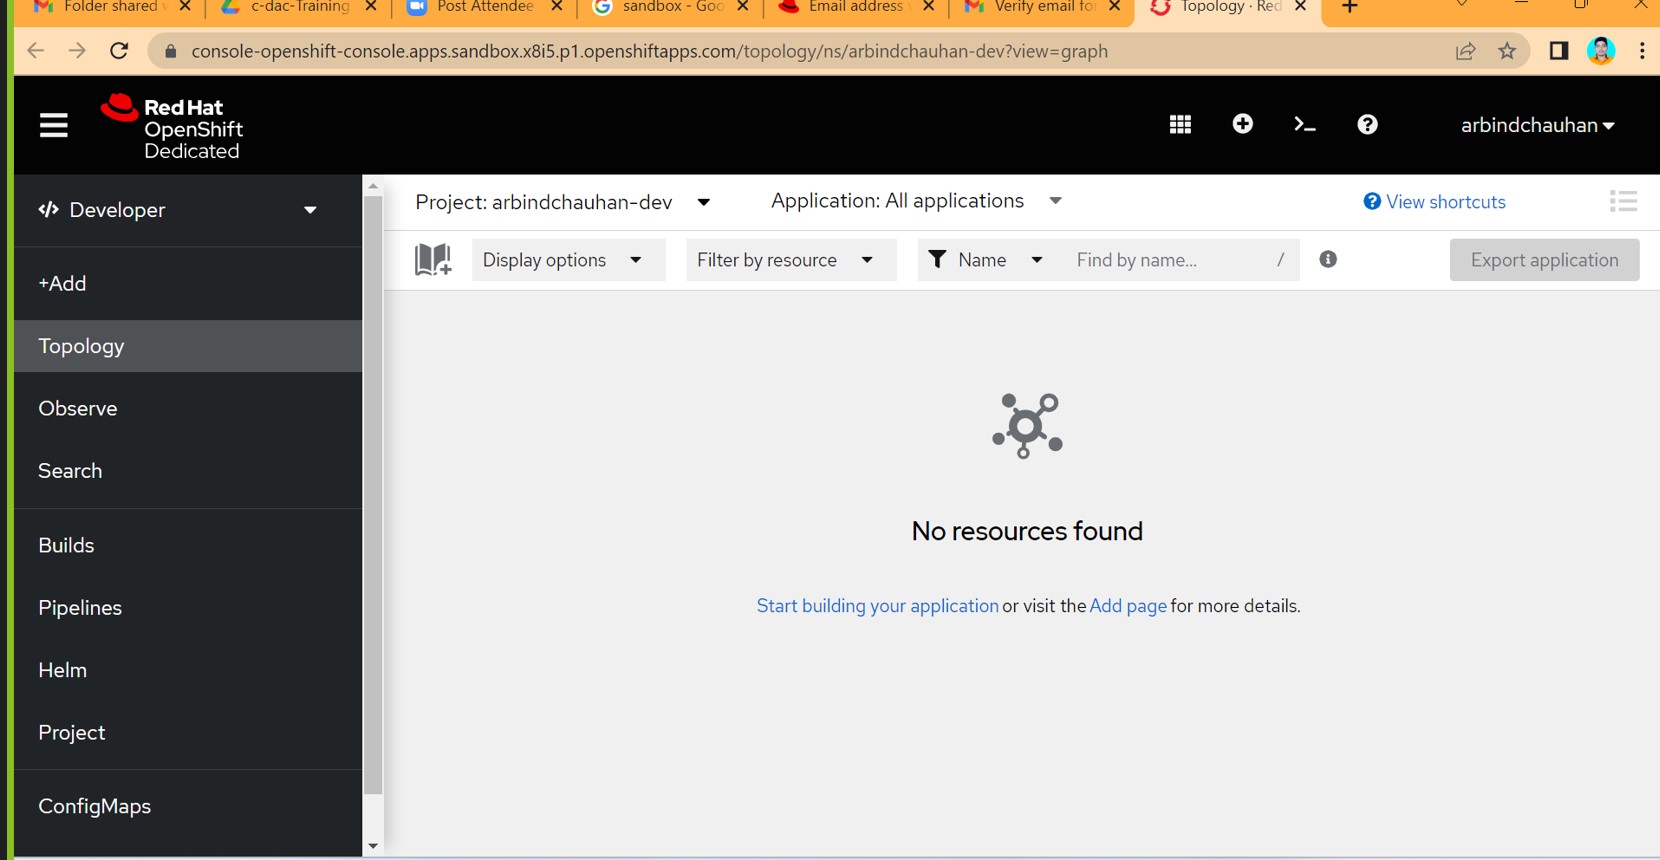 Folder shared
c-dac-Training
Post Attendee
sandbox - Goo
Email address
Verify email for
Topology · Red
console-openshift-console.apps.sandbox.x8i5.p1.openshiftapps.com/topology/ns/arbindchauhan-dev?view=graph
Red Hat
OpenShift
Dedicated
arbindchauhan
Developer
Project: arbindchauhan-dev
Application: All applications
View shortcuts
Display options
Filter by resource
Name
Find by name...
/
Export application
+Add
Topology
Observe
Search
Builds
Pipelines
Helm
Project
ConfigMaps
No resources found
Start building your application or visit the Add page for more details.